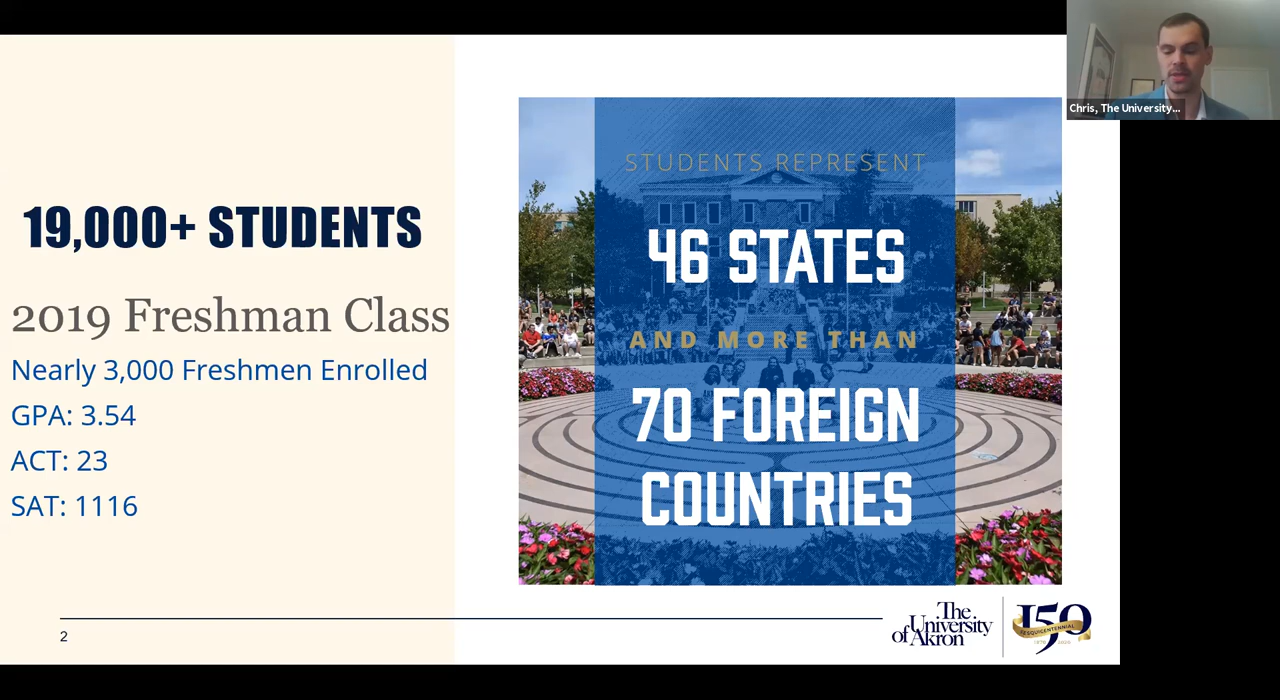 Chris, The University...
19,000+ STUDENTS
2019 Freshman Class
Nearly 3,000 Freshmen Enrolled
GPA: 3.54
ACT: 23
SAT: 1116
STUDENTS REPRESENT
46 STATES
AND MORE THAN
70 FOREIGN
COUNTRIES
2
The
University
of Akron
150
SESQUICENTENNIAL